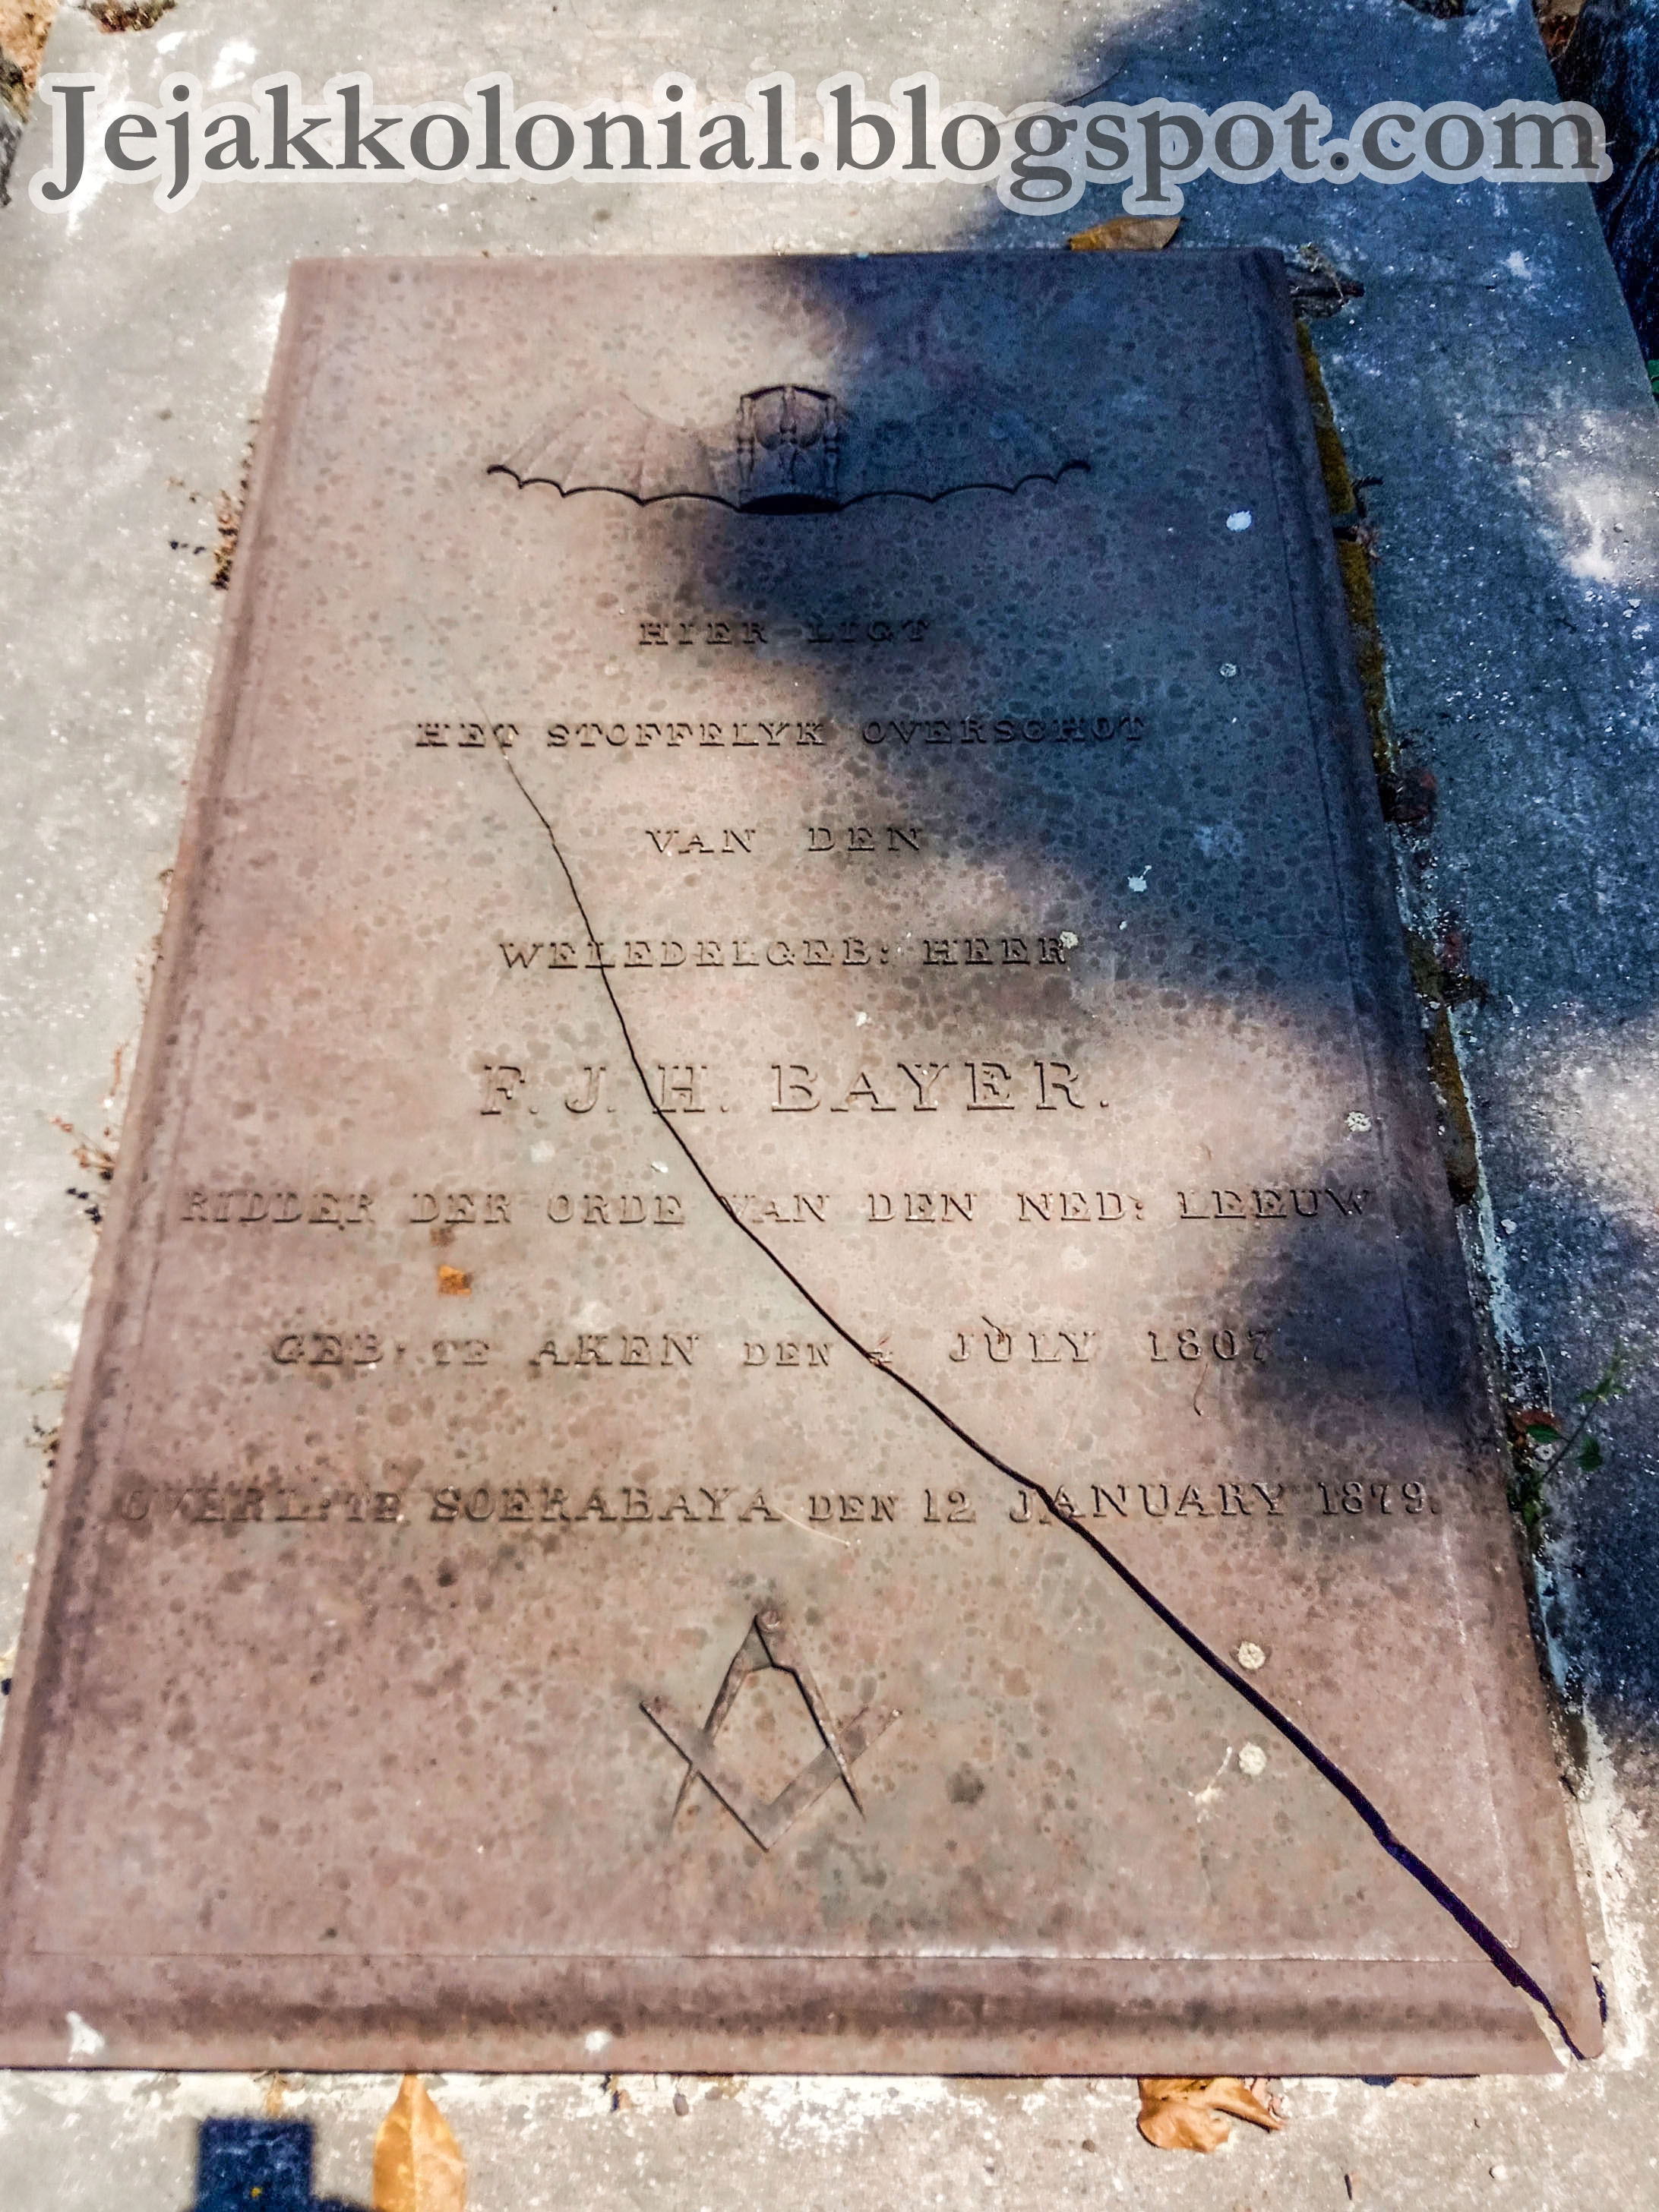 Jejakkolonial.blogspot.com
HIER LIGT
HET STOFFELYK OVERSCHOT
VAN DEN
WELEDELGEB: HEER
F. J. H. BAYER.
RIDDER DER ORDE VAN DEN NED: LEEUW
GEB: TE AKEN DEN 4 JULY 1807
OVERL: TE SOERABAYA DEN 12 JANUARY 1879.